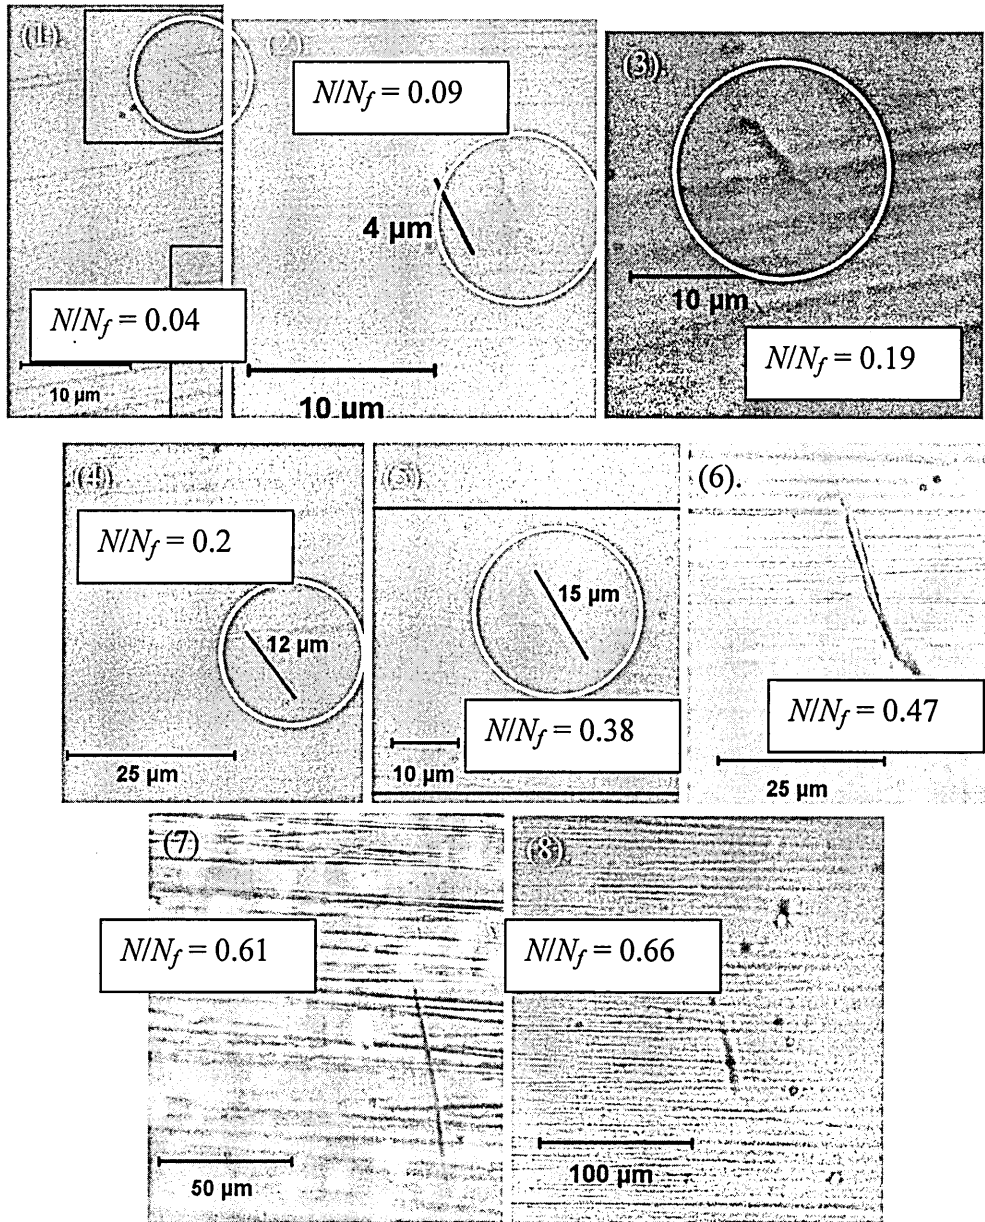 (1)
N/Nf = 0.04
10 µm
(2)
N/Nf = 0.09
4 µm
10 µm
(3)
10 µm
N/Nf = 0.19
(4)
N/Nf = 0.2
12 µm
25 µm
(5)
15 µm
N/Nf = 0.38
10 µm
(6).
N/Nf = 0.47
25 µm
(7)
N/Nf = 0.61
50 µm
(8)
N/Nf = 0.66
100 µm